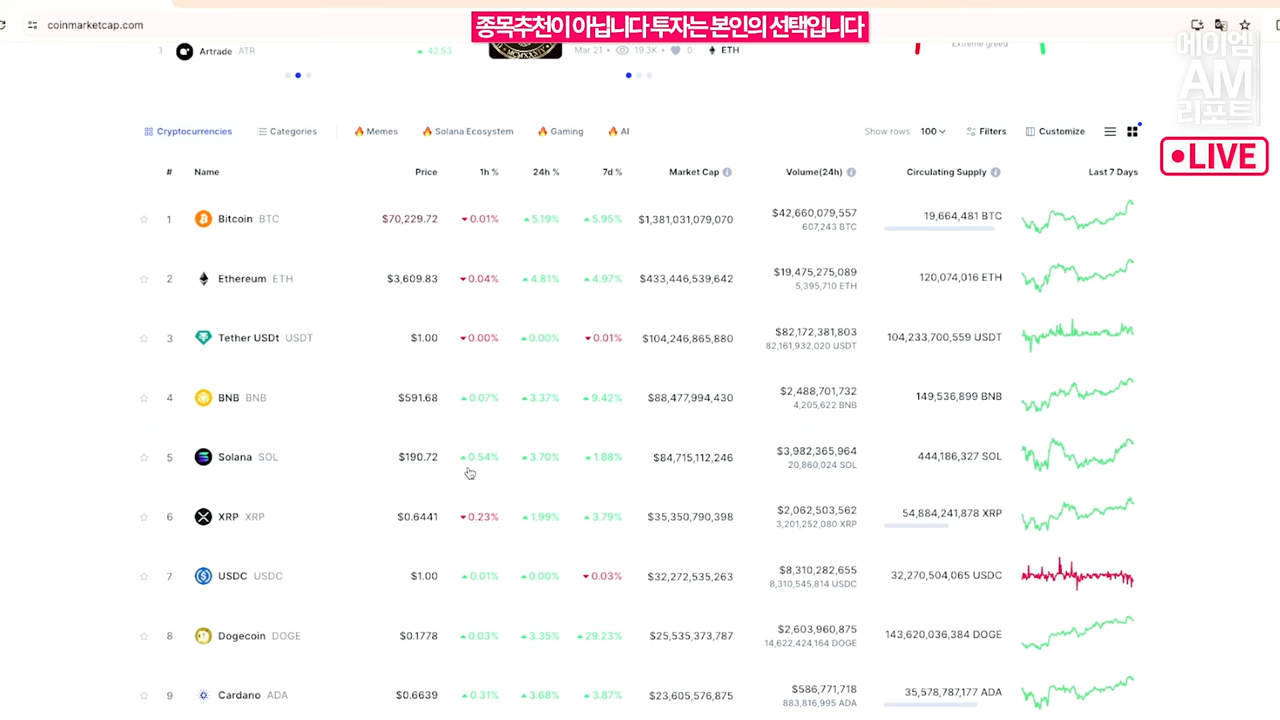 coinmarketcap.com
종목추천이 아닙니다 투자는 본인의 선택입니다
3 Artrade ATR 42.53
Mar 21 • 19.3K • 0 ETH
Extreme greed
에이엠
AM
리포트
LIVE
Cryptocurrencies Categories Memes Solana Ecosystem Gaming AI Show rows 100 Filters Customize
# Name Price 1h % 24h % 7d % Market Cap Volume(24h) Circulating Supply Last 7 Days
1 Bitcoin BTC $70,229.72 0.01% 5.19% 5.95% $1,381,031,079,070 $42,660,079,557 19,664,481 BTC
607,243 BTC
2 Ethereum ETH $3,609.83 0.04% 4.81% 4.97% $433,446,539,642 $19,475,275,089 120,074,016 ETH
5,395,710 ETH
3 Tether USDt USDT $1.00 0.00% 0.00% 0.01% $104,246,865,880 $82,172,381,803 104,233,700,559 USDT
82,161,932,020 USDT
4 BNB BNB $591.68 0.07% 3.37% 9.42% $88,477,994,430 $2,488,701,732 149,536,899 BNB
4,205,622 BNB
5 Solana SOL $190.72 0.54% 3.70% 1.88% $84,715,112,246 $3,982,365,964 444,186,327 SOL
20,860,024 SOL
6 XRP XRP $0.6441 0.23% 1.99% 3.79% $35,350,790,398 $2,062,503,562 54,884,241,878 XRP
3,201,252,080 XRP
7 USDC USDC $1.00 0.01% 0.00% 0.03% $32,272,535,263 $8,310,282,655 32,270,504,065 USDC
8,310,545,814 USDC
8 Dogecoin DOGE $0.1778 0.03% 3.35% 29.23% $25,535,373,787 $2,603,960,875 143,620,036,384 DOGE
14,622,424,164 DOGE
9 Cardano ADA $0.6639 0.31% 3.68% 3.87% $23,605,576,875 $586,771,718 35,578,787,177 ADA
883,816,995 ADA